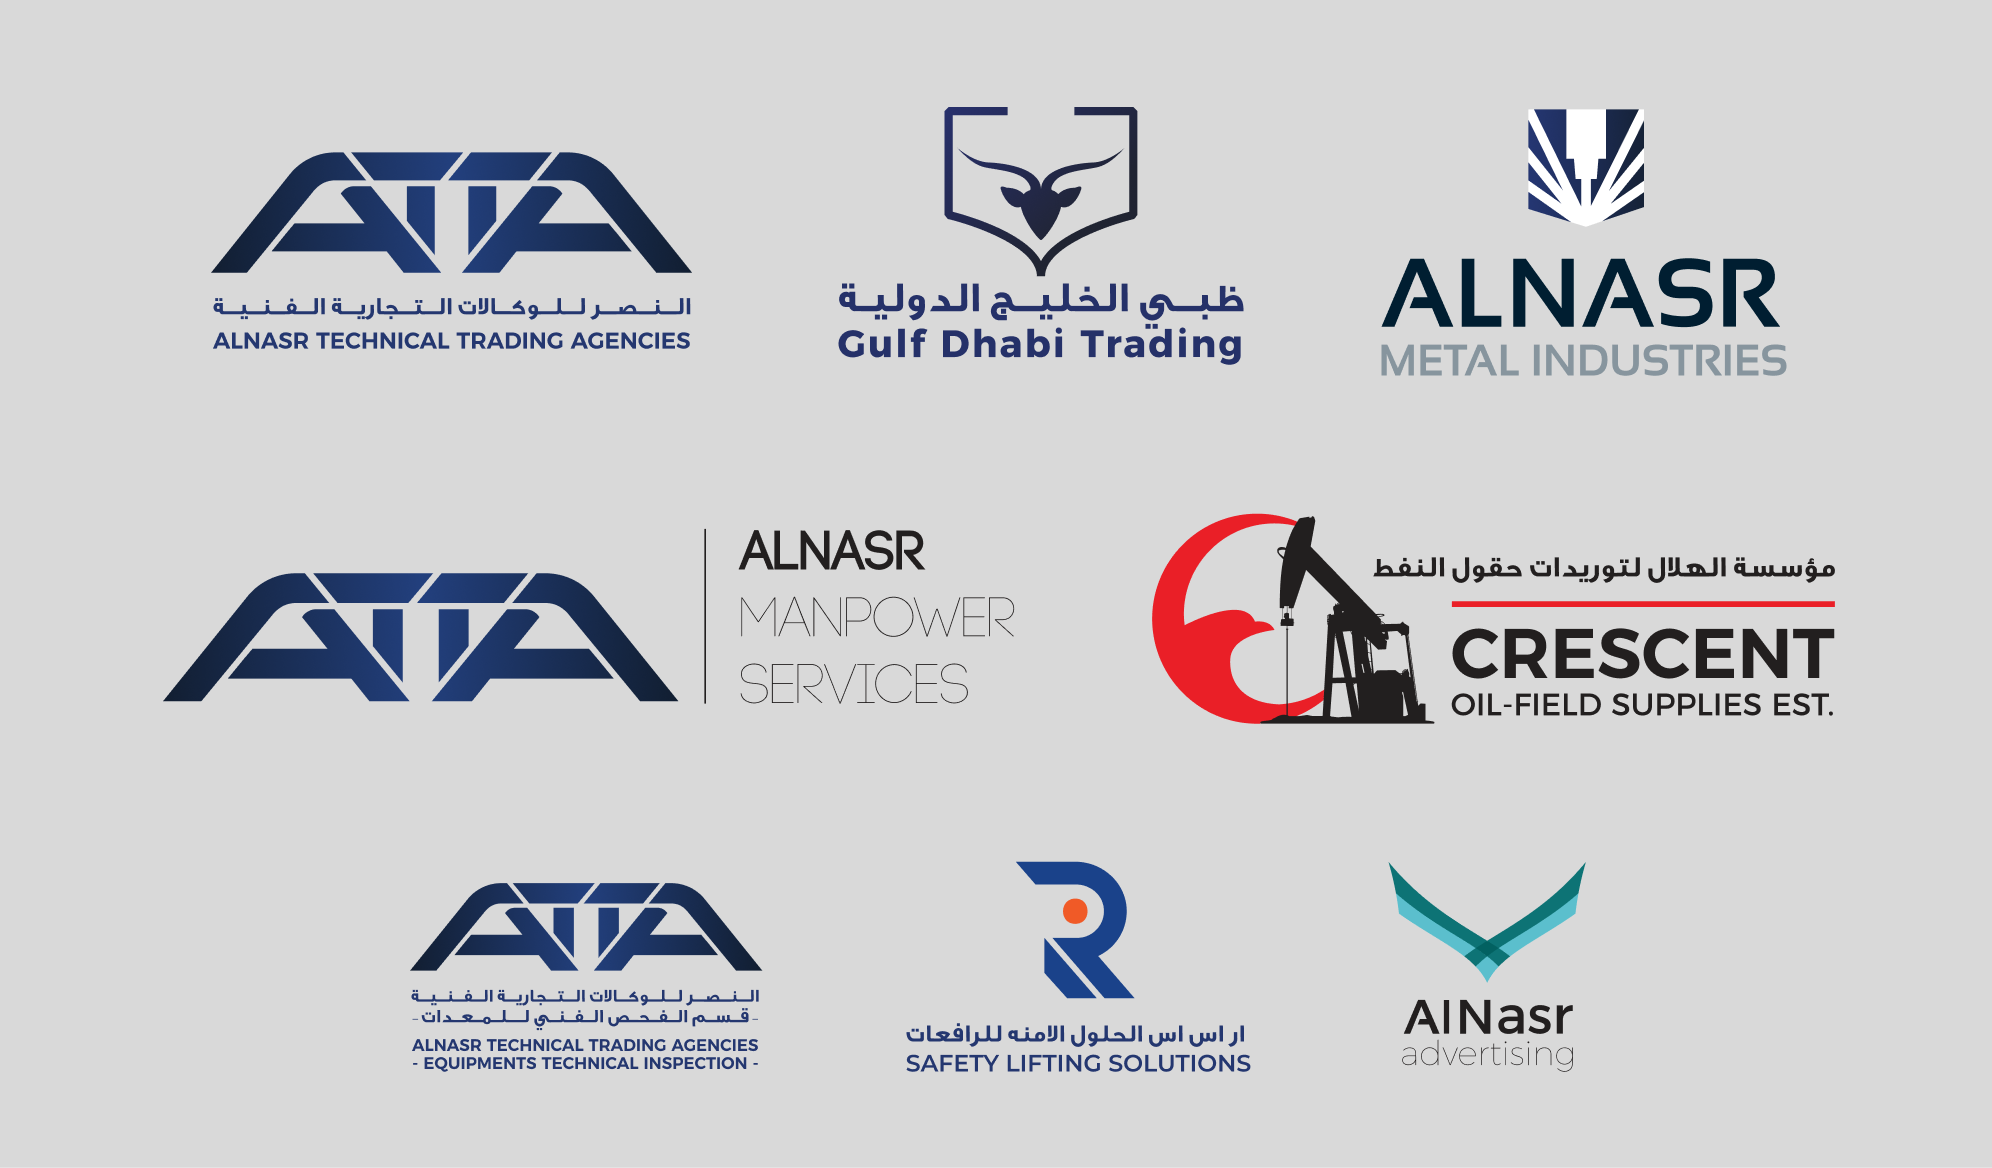 النصر للوكالات التجارية الفنية
ALNASR TECHNICAL TRADING AGENCIES
ظبي الخليج الدولية
Gulf Dhabi Trading
ALNASR
METAL INDUSTRIES
ATA
ALNASR
MANPOWER
SERVICES
مؤسسة الهلال لتوريدات حقول النفط
CRESCENT
OIL-FIELD SUPPLIES EST.
النصر للوكالات التجارية الفنية
- قسم الفحص الفني للمعدات -
ALNASR TECHNICAL TRADING AGENCIES
- EQUIPMENTS TECHNICAL INSPECTION -
R
ار اس اس الحلول الامنه للرافعات
SAFETY LIFTING SOLUTIONS
AlNasr
advertising